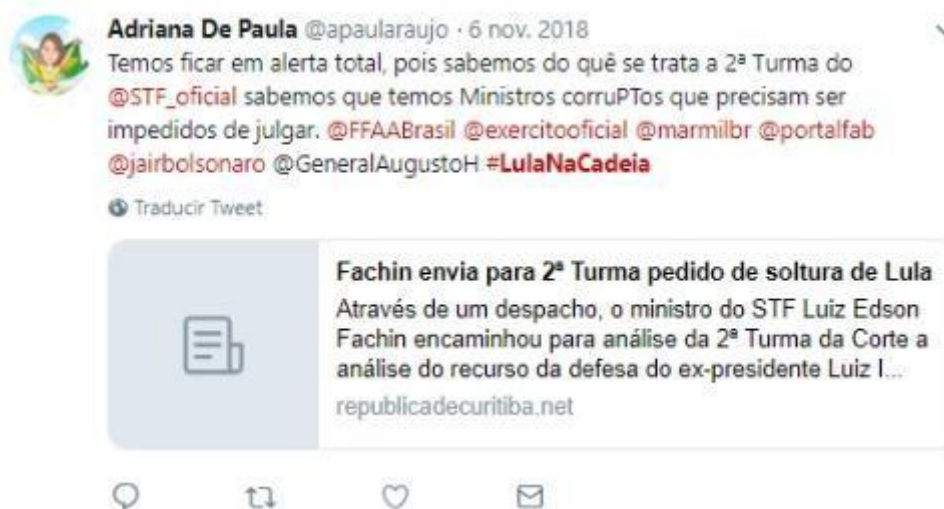 Adriana De Paula @apaularaujo · 6 nov. 2018
Temos ficar em alerta total, pois sabemos do quê se trata a 2ª Turma do
@STF_oficial sabemos que temos Ministros corruPTos que precisam ser
impedidos de julgar. @FFAABrasil @exercitooficial @marmilbr @portalfab
@jairbolsonaro @GeneralAugustoH #LulaNaCadeia
Traducir Tweet
Fachin envia para 2ª Turma pedido de soltura de Lula
Através de um despacho, o ministro do STF Luiz Edson
Fachin encaminhou para análise da 2ª Turma da Corte a
análise do recurso da defesa do ex-presidente Luiz I...
republicadecuritiba.net